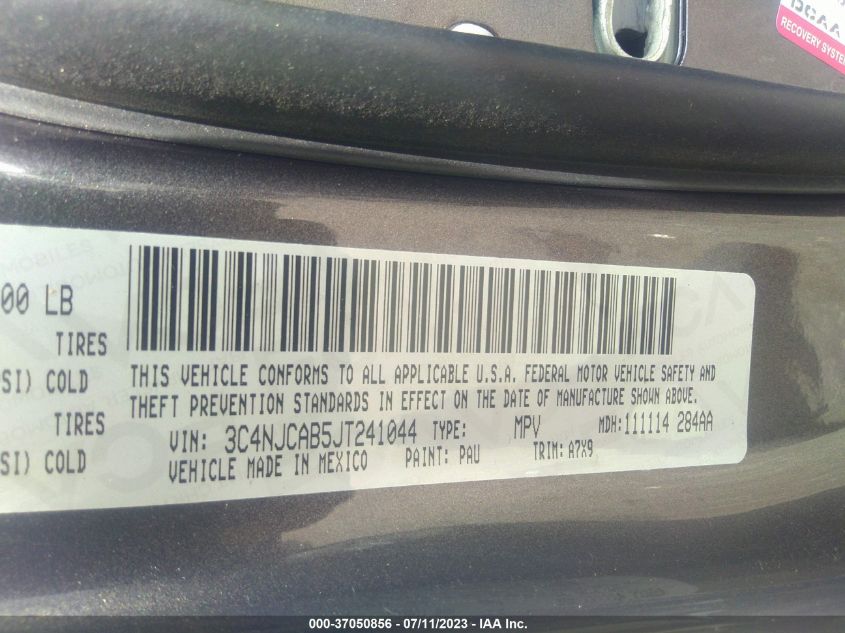 RECOVERY SYSTEM
00 LB
TIRES
SI) COLD
TIRES
SI) COLD
THIS VEHICLE CONFORMS TO ALL APPLICABLE U.S.A. FEDERAL MOTOR VEHICLE SAFETY AND
THEFT PREVENTION STANDARDS IN EFFECT ON THE DATE OF MANUFACTURE SHOWN ABOVE.
VIN: 3C4NJCAB5JT241044 TYPE: MPV MDH: 111114 284AA
VEHICLE MADE IN MEXICO PAINT: PAU TRIM: A7X9
000-37050856 / 07/11/2023 - IAA Inc.